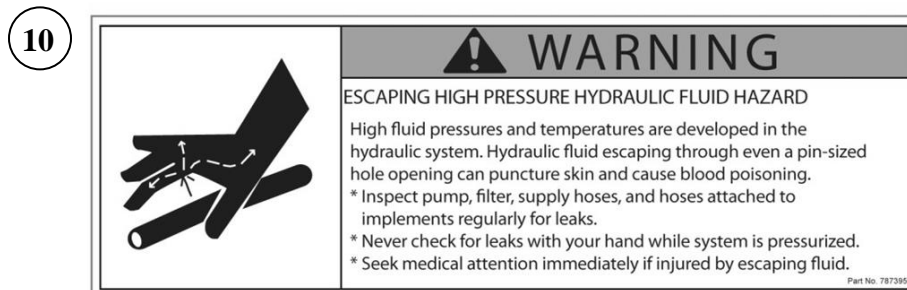 10
WARNING
ESCAPING HIGH PRESSURE HYDRAULIC FLUID HAZARD
High fluid pressures and temperatures are developed in the
hydraulic system. Hydraulic fluid escaping through even a pin-sized
hole opening can puncture skin and cause blood poisoning.
* Inspect pump, filter, supply hoses, and hoses attached to
implements regularly for leaks.
* Never check for leaks with your hand while system is pressurized.
* Seek medical attention immediately if injured by escaping fluid.
Part No. 787395